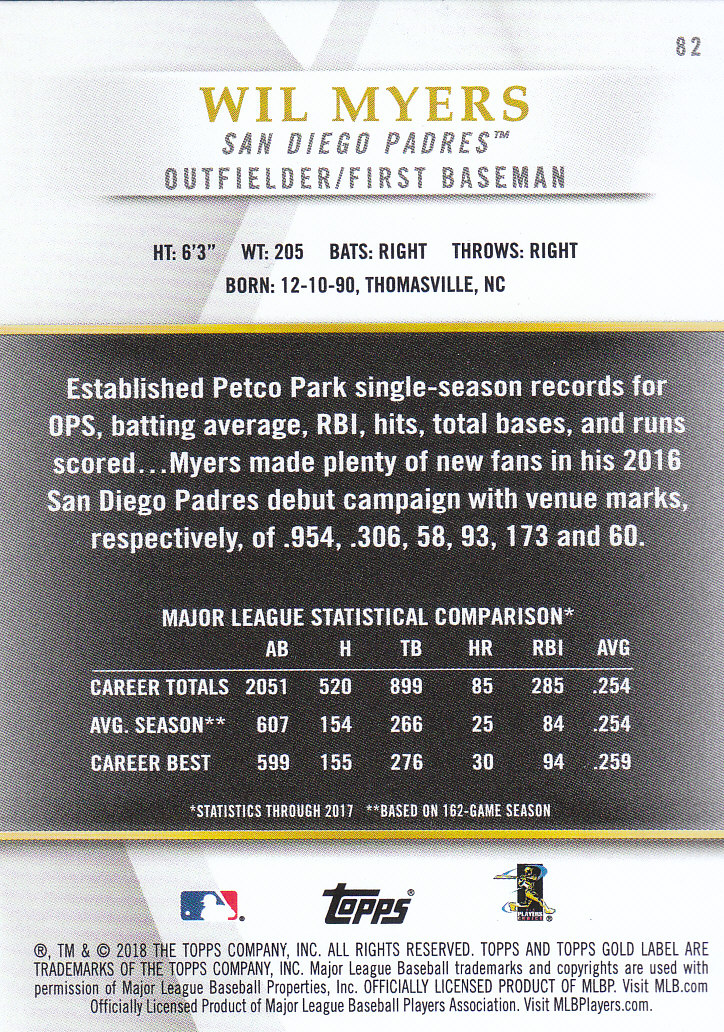 82
WIL MYERS
SAN DIEGO PADRES™
OUTFIELDER/FIRST BASEMAN
HT: 6'3" WT: 205 BATS: RIGHT THROWS: RIGHT
BORN: 12-10-90, THOMASVILLE, NC
Established Petco Park single-season records for
OPS, batting average, RBI, hits, total bases, and runs
scored...Myers made plenty of new fans in his 2016
San Diego Padres debut campaign with venue marks,
respectively, of .954, .306, 58, 93, 173 and 60.
MAJOR LEAGUE STATISTICAL COMPARISON*
AB H TB HR RBI AVG
CAREER TOTALS 2051 520 899 85 285 .254
AVG. SEASON** 607 154 266 25 84 .254
CAREER BEST 599 155 276 30 94 .259
*STATISTICS THROUGH 2017 **BASED ON 162-GAME SEASON
Topps®
PLAYERS
CHOICE ®
®, TM & © 2018 THE TOPPS COMPANY, INC. ALL RIGHTS RESERVED. TOPPS AND TOPPS GOLD LABEL ARE
TRADEMARKS OF THE TOPPS COMPANY, INC. Major League Baseball trademarks and copyrights are used with
permission of Major League Baseball Properties, Inc. OFFICIALLY LICENSED PRODUCT OF MLBP. Visit MLB.com
Officially Licensed Product of Major League Baseball Players Association. Visit MLBPlayers.com.